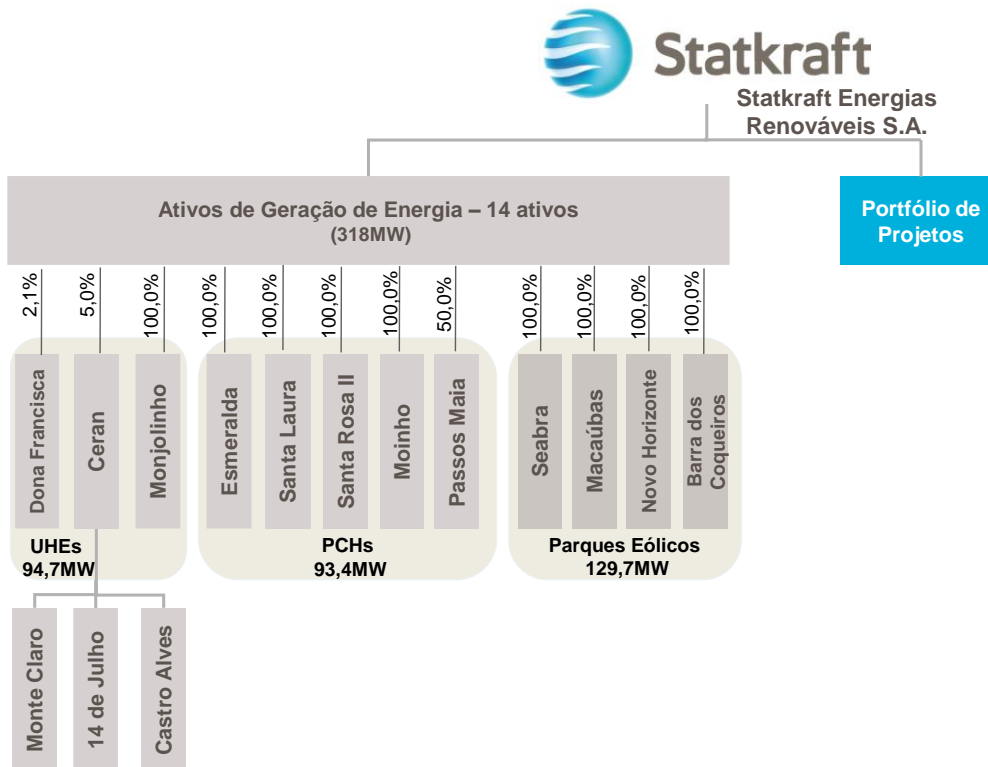 Statkraft
Statkraft Energias
Renováveis S.A.
Ativos de Geração de Energia – 14 ativos
(318MW)
Portfólio de
Projetos
2,1%
5,0%
100,0%
100,0%
100,0%
100,0%
100,0%
50,0%
100,0%
100,0%
100,0%
100,0%
Dona Francisca
Ceran
Monjolinho
Esmeralda
Santa Laura
Santa Rosa II
Moinho
Passos Maia
Seabra
Macaúbas
Novo Horizonte
Barra dos
Coqueiros
UHEs
94,7MW
PCHs
93,4MW
Parques Eólicos
129,7MW
Monte Claro
14 de Julho
Castro Alves